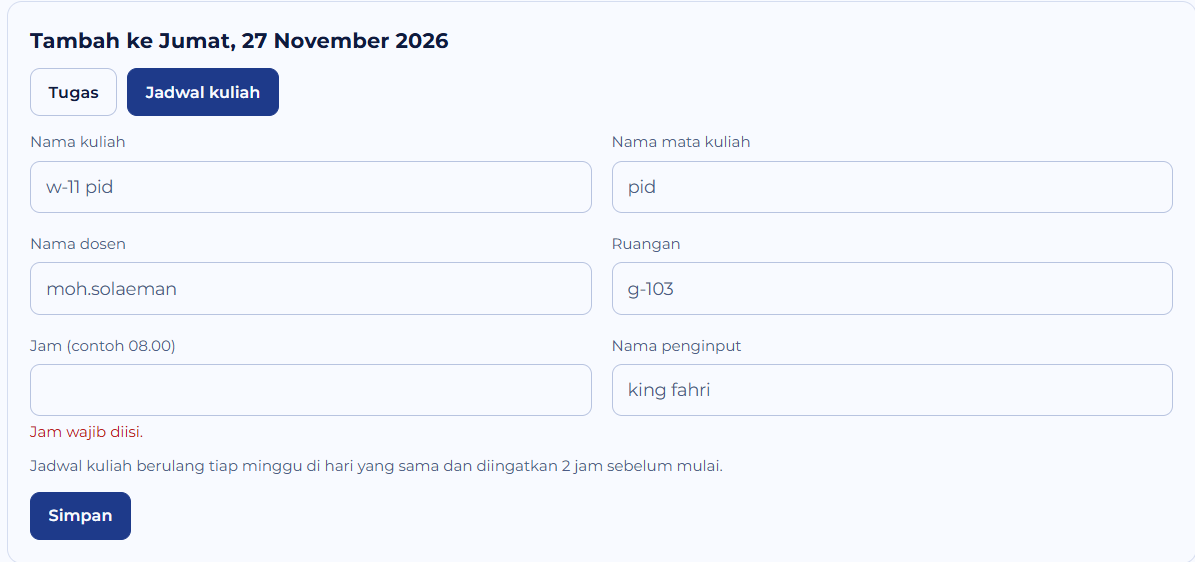 Tambah ke Jumat, 27 November 2026
Tugas Jadwal kuliah
Nama kuliah Nama mata kuliah
w-11 pid pid
Nama dosen Ruangan
moh.solaeman g-103
Jam (contoh 08.00) Nama penginput
king fahri
Jam wajib diisi.
Jadwal kuliah berulang tiap minggu di hari yang sama dan diingatkan 2 jam sebelum mulai.
Simpan